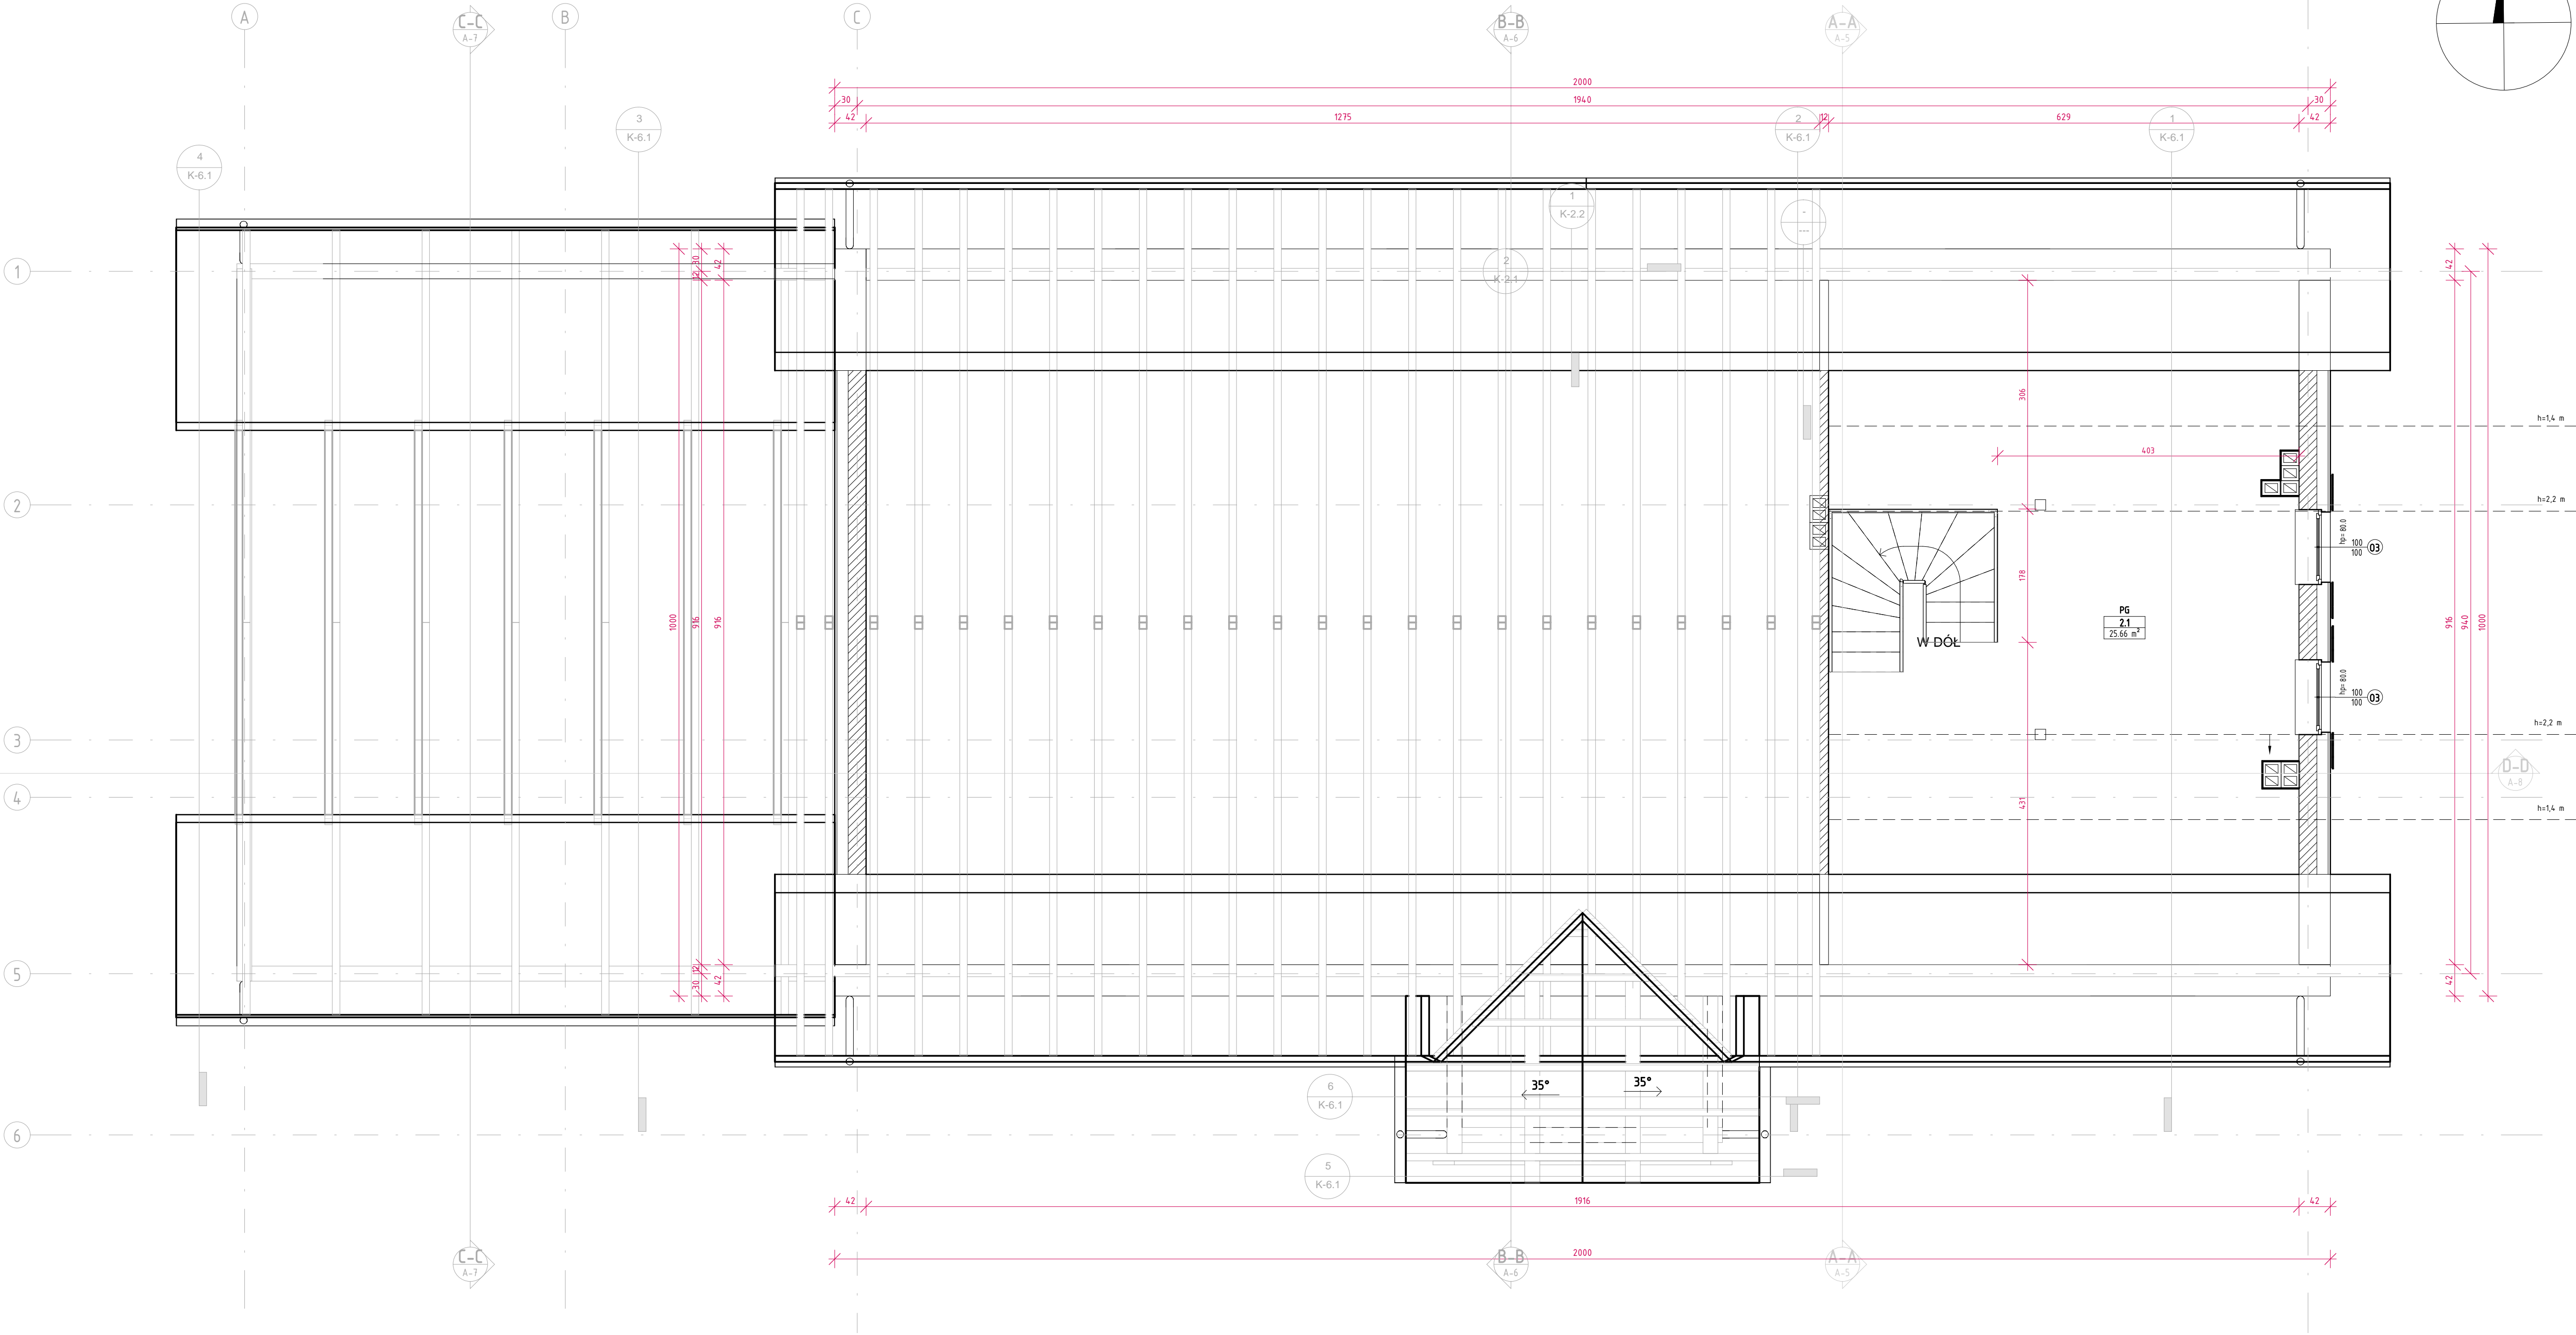 A
C-C
A-7
B
C
B-B
A-6
A-A
A-5
2000
30
1940
30
42
1275
12
629
42
3
K-6.1
2
K-6.1
1
K-6.1
4
K-6.1
1
K-2.2
-
---
1
2
K-2.1
30
12
42
42
306
h=1,4 m
403
2
h=2,2 m
hp= 80.0
100
100
03
178
1000
916
916
PG
2.1
25.66 m²
916
940
1000
W DÓŁ
hp= 80.0
100
100
03
h=2,2 m
3
D-D
A-8
4
431
h=1,4 m
5
12
30
42
42
35°
35°
6
K-6.1
6
5
K-6.1
42
1916
42
2000
C-C
A-7
B-B
A-6
A-A
A-5